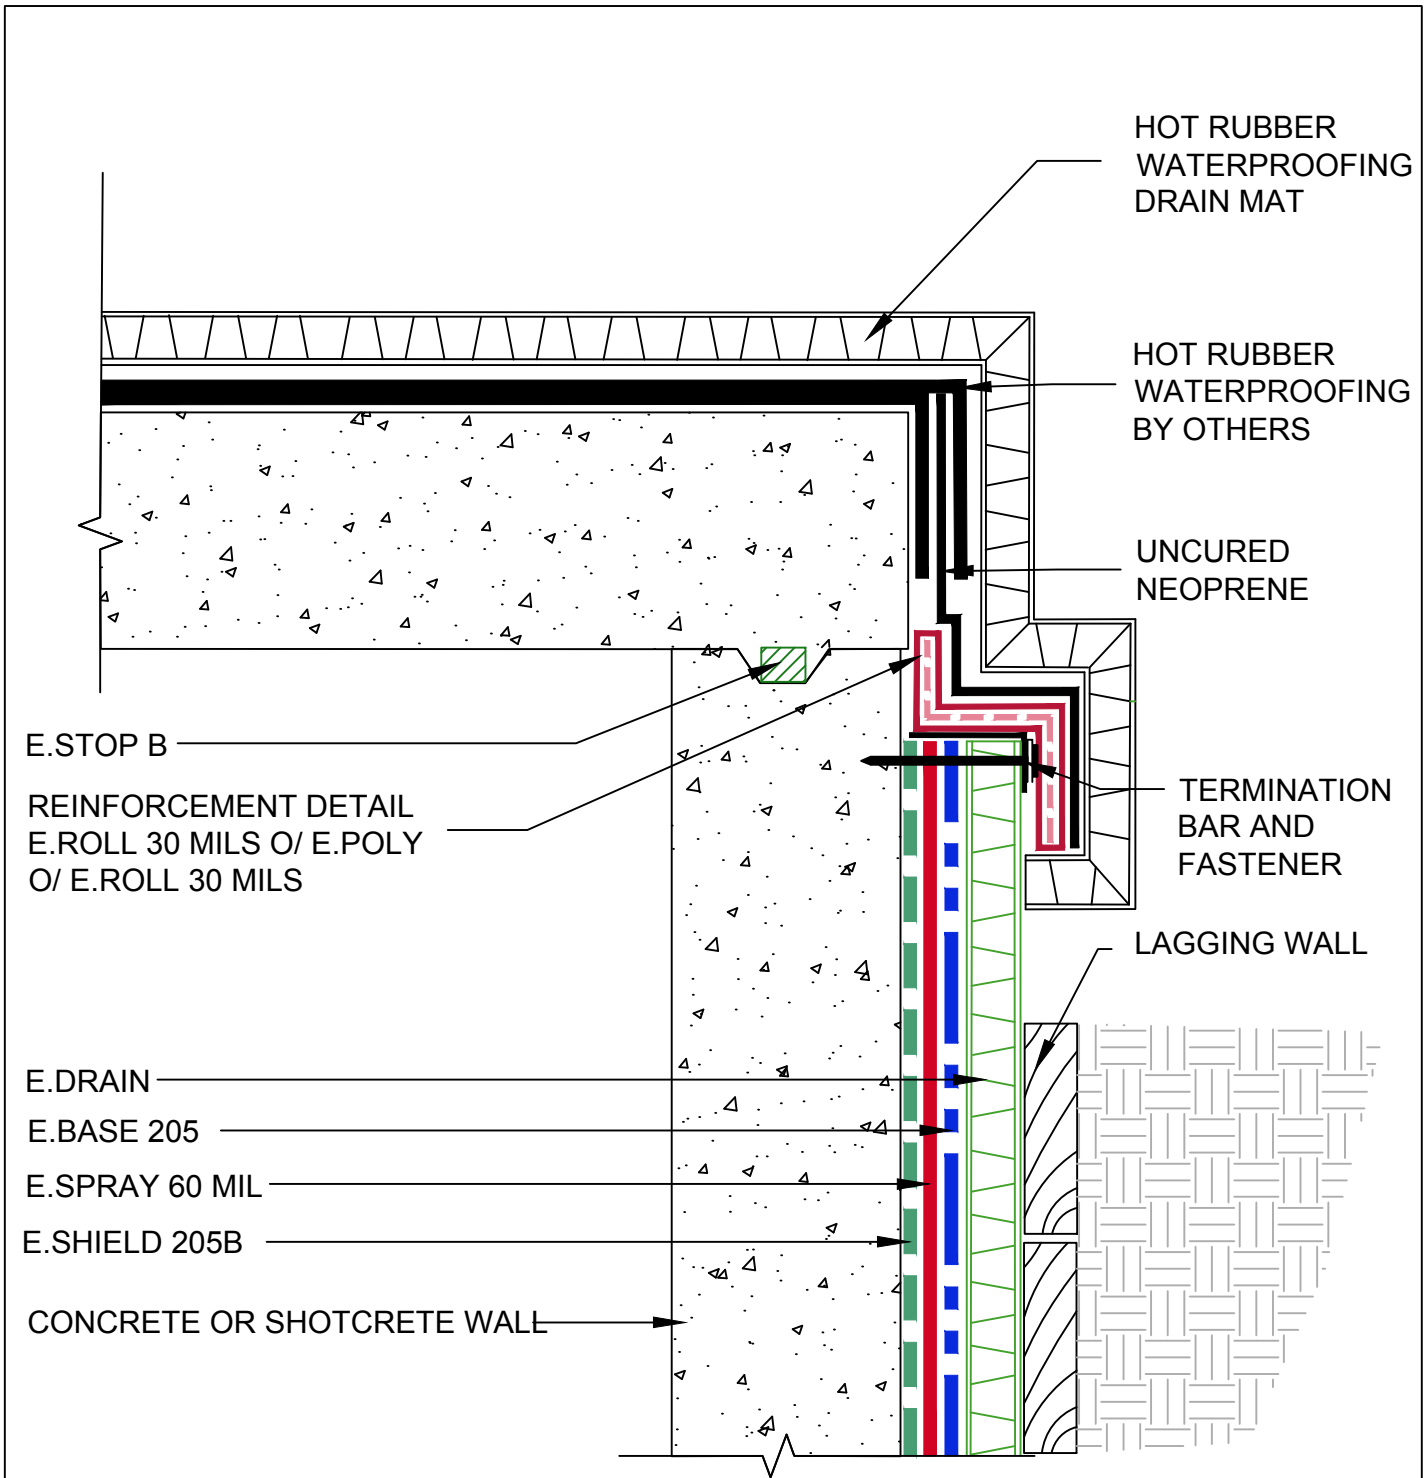 HOT RUBBER
WATERPROOFING
DRAIN MAT
HOT RUBBER
WATERPROOFING
BY OTHERS
UNCURED
NEOPRENE
E.STOP B
REINFORCEMENT DETAIL
E.ROLL 30 MILS O/ E.POLY
O/ E.ROLL 30 MILS
TERMINATION
BAR AND
FASTENER
LAGGING WALL
E.DRAIN
E.BASE 205
E.SPRAY 60 MIL
E.SHIELD 205B
CONCRETE OR SHOTCRETE WALL